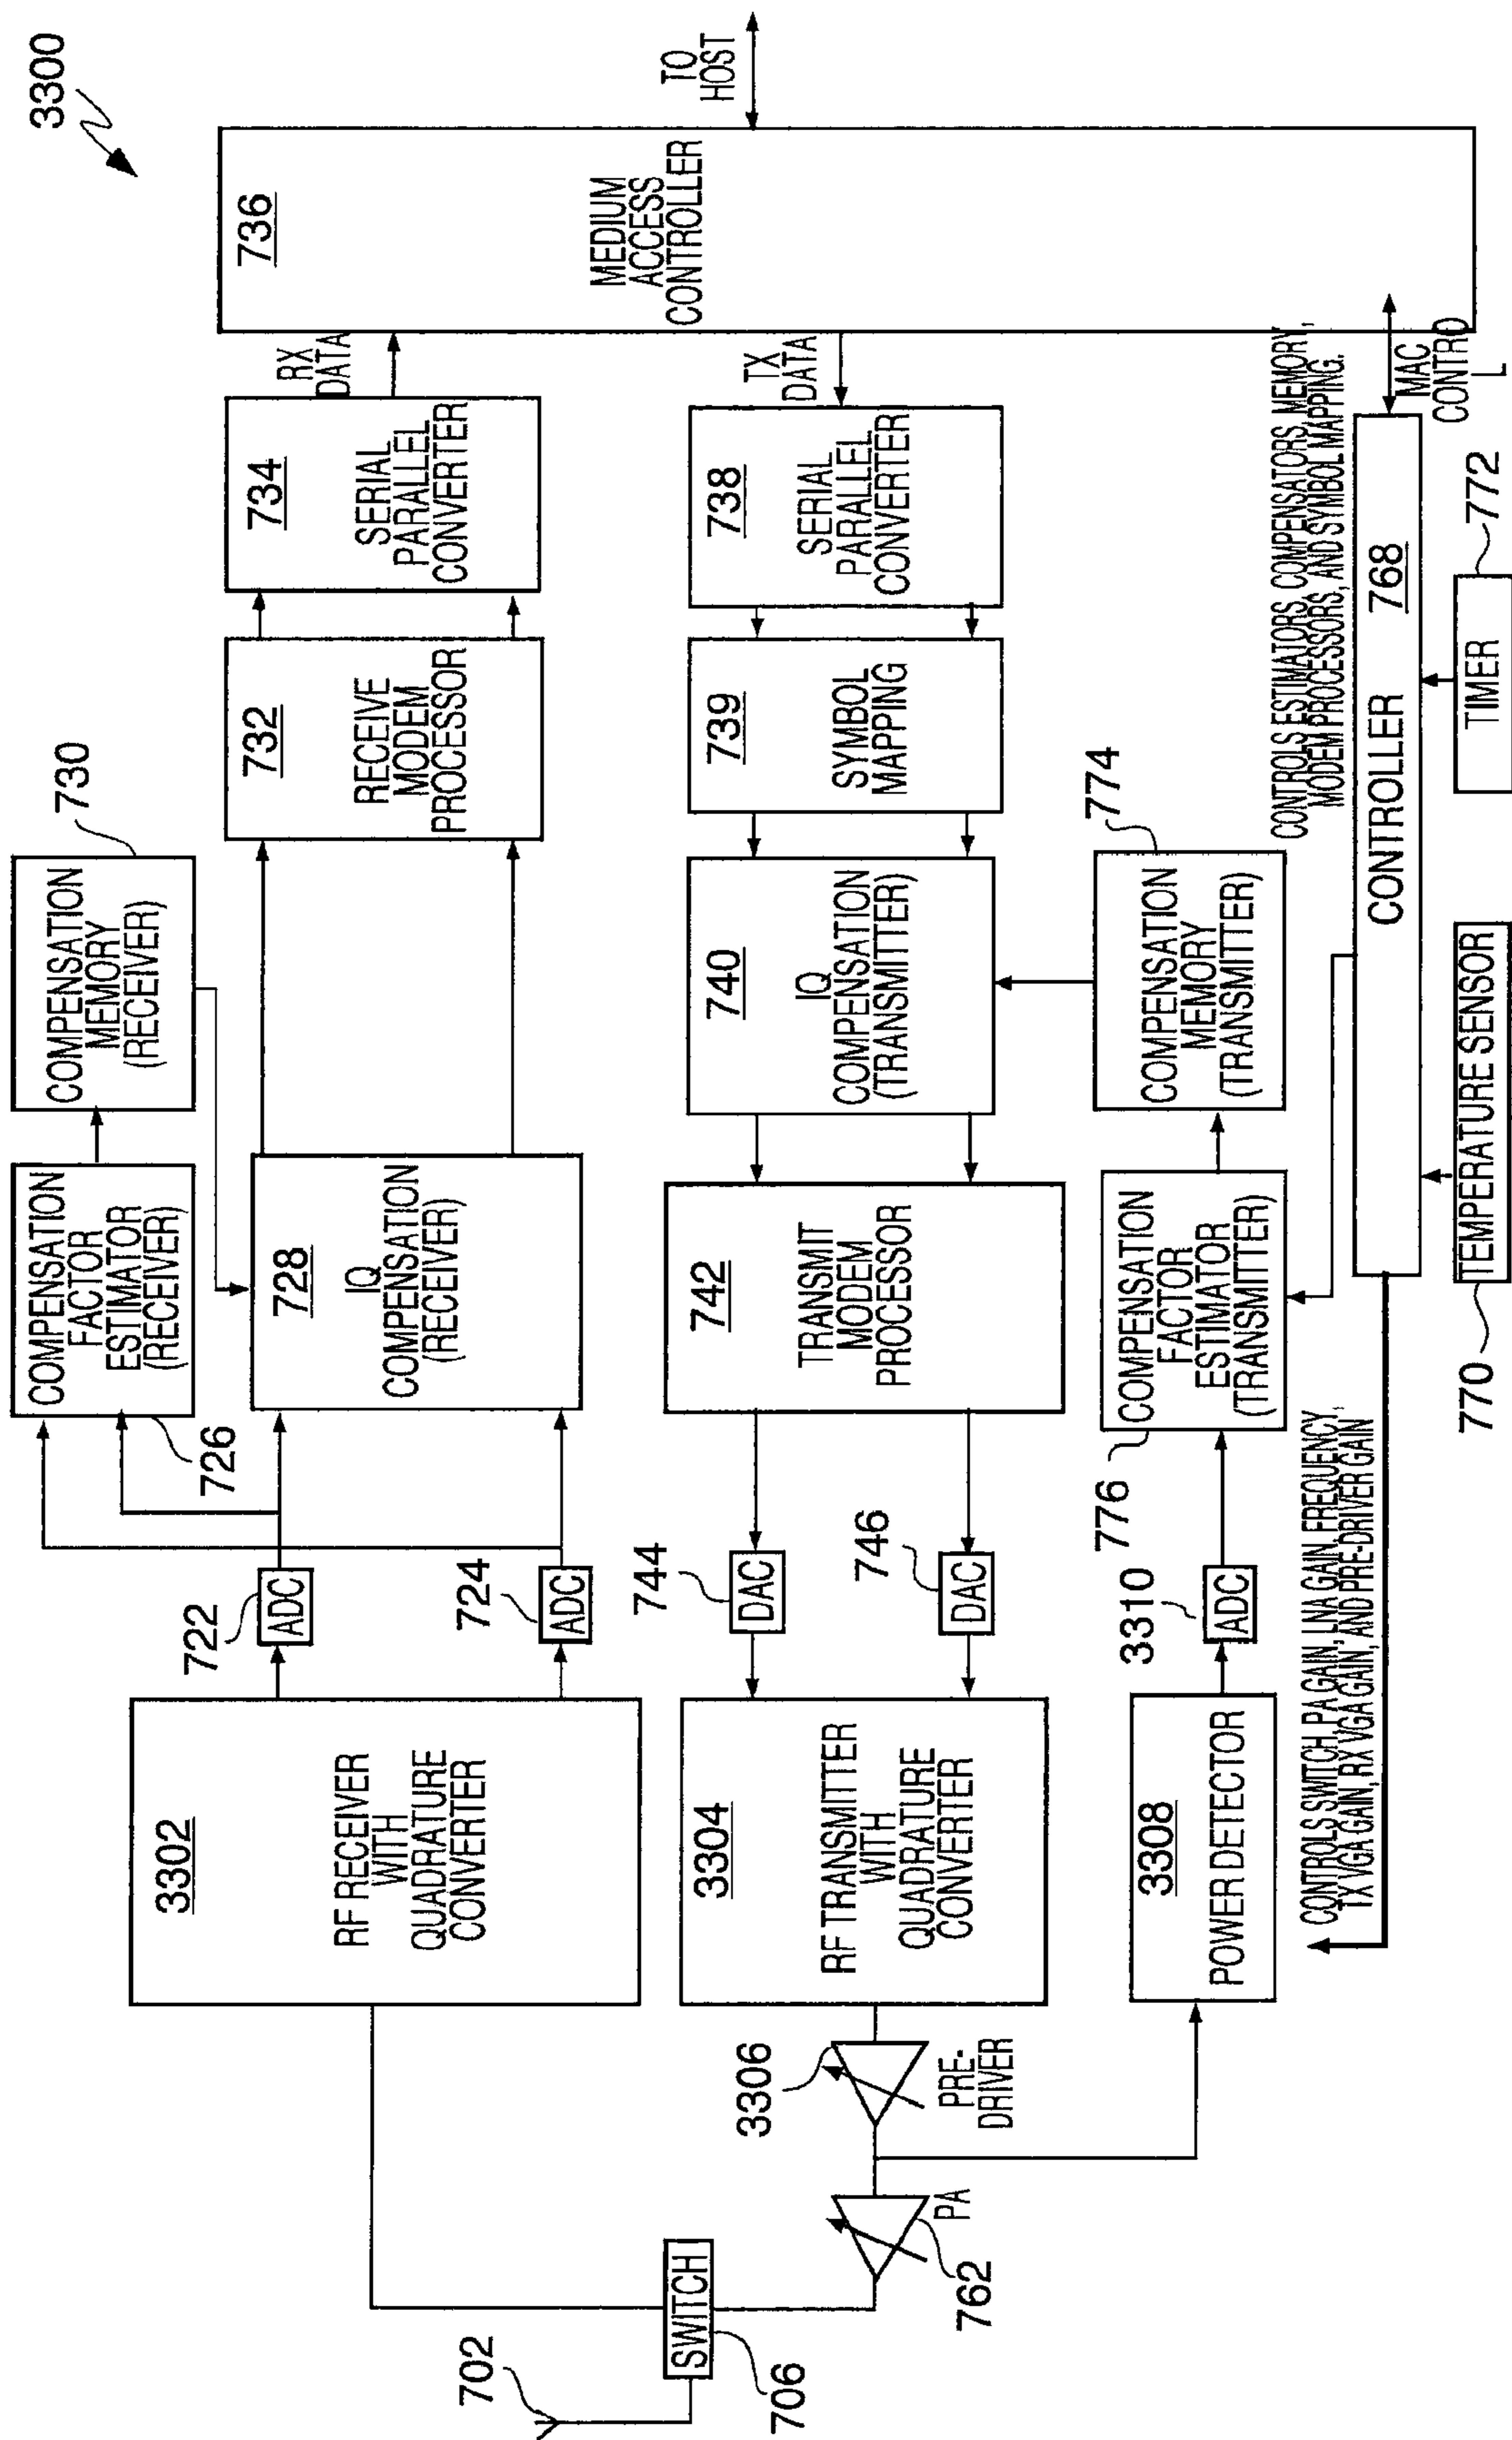 3300
730
COMPENSATION
MEMORY
(RECEIVER)
COMPENSATION
FACTOR
ESTIMATOR
(RECEIVER)
726
736
MEDIUM
ACCESS
CONTROLLER
TO
HOST
RX
DATA
734
SERIAL
PARALLEL
CONVERTER
732
RECEIVE
MODEM
PROCESSOR
728
IQ
COMPENSATION
(RECEIVER)
722
ADC
724
ADC
3302
RF RECEIVER
WITH
QUADRATURE
CONVERTER
702
SWITCH
706
TX
DATA
738
SERIAL
PARALLEL
CONVERTER
739
SYMBOL
MAPPING
740
IQ
COMPENSATION
(TRANSMITTER)
742
TRANSMIT
MODEM
PROCESSOR
744
DAC
746
DAC
3304
RF TRANSMITTER
WITH
QUADRATURE
CONVERTER
3306
PRE-
DRIVER
PA
762
774
COMPENSATION
MEMORY
(TRANSMITTER)
776
COMPENSATION
FACTOR
ESTIMATOR
(TRANSMITTER)
3310
ADC
3308
POWER DETECTOR
CONTROLS ESTIMATORS, COMPENSATORS, MEMORY,
MODEM PROCESSORS, AND SYMBOL MAPPING.
MAC
CONTRO
L
CONTROLLER
768
CONTROLS SWITCH, PA GAIN, LNA GAIN, FREQUENCY,
TX VGA GAIN, RX VGA GAIN, AND PRE-DRIVER GAIN
770
TEMPERATURE SENSOR
TIMER
772